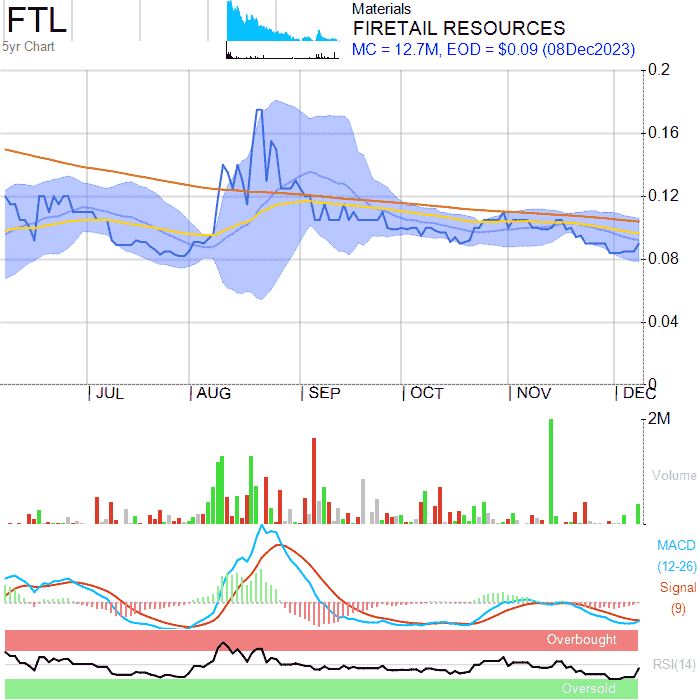 FTL
5yr Chart
Materials
FIRETAIL RESOURCES
MC = 12.7M, EOD = $0.09 (08Dec2023)
0.2
0.16
0.12
0.08
0.04
0
JUL AUG SEP OCT NOV DEC
2M
Volume
MACD
(12-26)
Signal
(9)
Overbought
RSI(14)
Oversold